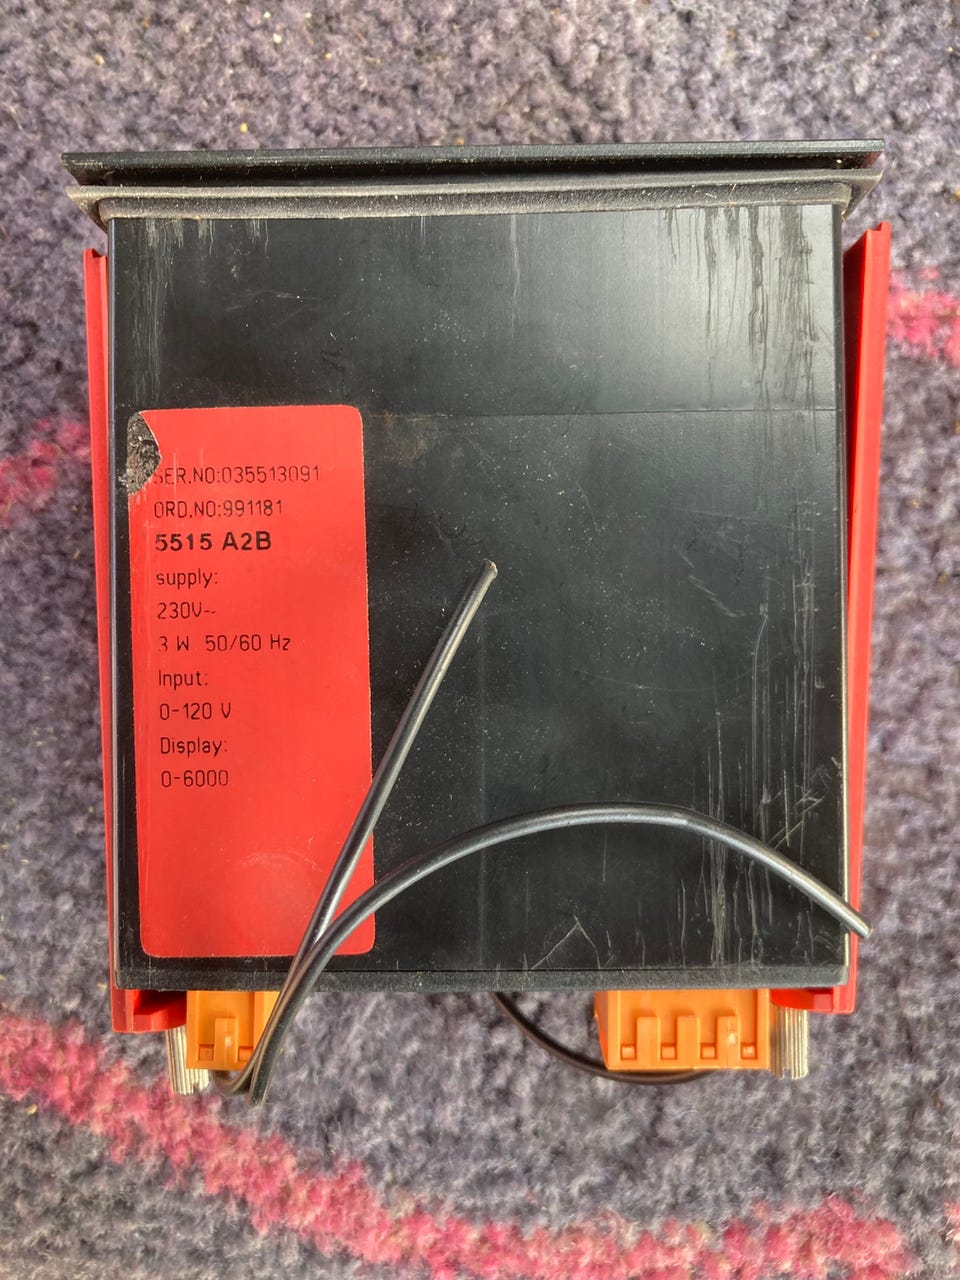 SER.NO:035513091
ORD.NO:991181
5515 A2B
supply:
230V~
3 W 50/60 Hz
Input:
0-120 V
Display:
0-6000